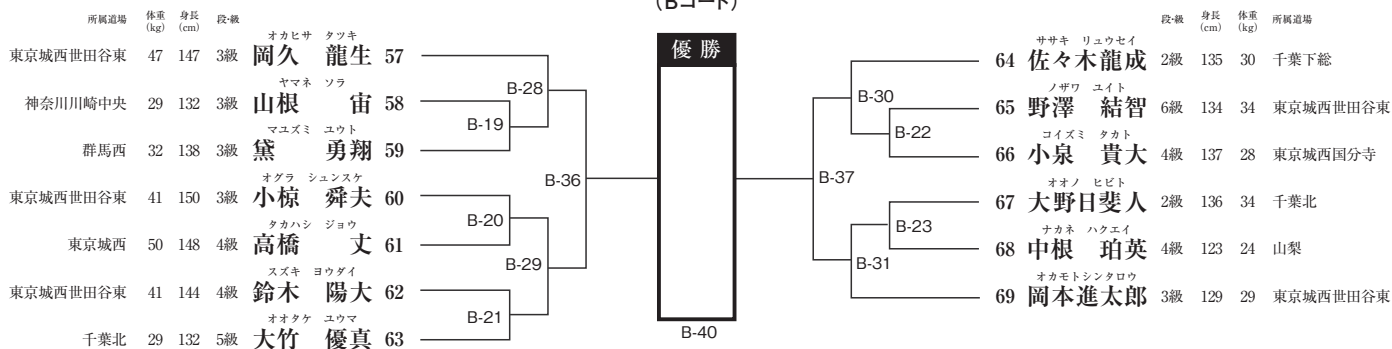 (Bコート)
所属道場 体重(kg) 身長(cm) 段・級
オカヒサ タツキ
東京城西世田谷東 47 147 3級 岡久 龍生 57
ヤマネ ソラ
神奈川川崎中央 29 132 3級 山根 宙 58
マユズミ ユウト
群馬西 32 138 3級 黛 勇翔 59
オグラ シュンスケ
東京城西世田谷東 41 150 3級 小椋 舜夫 60
タカハシ ジョウ
東京城西 50 148 4級 高橋 丈 61
スズキ ヨウダイ
東京城西世田谷東 41 144 4級 鈴木 陽大 62
オオタケ ユウマ
千葉北 29 132 5級 大竹 優真 63
B-28
B-19
B-36
B-20
B-29
B-21
優勝
B-40
B-30
B-22
B-37
B-23
B-31
段・級 身長(cm) 体重(kg) 所属道場
ササキ リュウセイ
64 佐々木龍成 2級 135 30 千葉下総
ノザワ ユイト
65 野澤 結智 6級 134 34 東京城西世田谷東
コイズミ タカト
66 小泉 貴大 4級 137 28 東京城西国分寺
オオノ ヒビト
67 大野日斐人 2級 136 34 千葉北
ナカネ ハクエイ
68 中根 珀英 4級 123 24 山梨
オカモトシンタロウ
69 岡本進太郎 3級 129 29 東京城西世田谷東